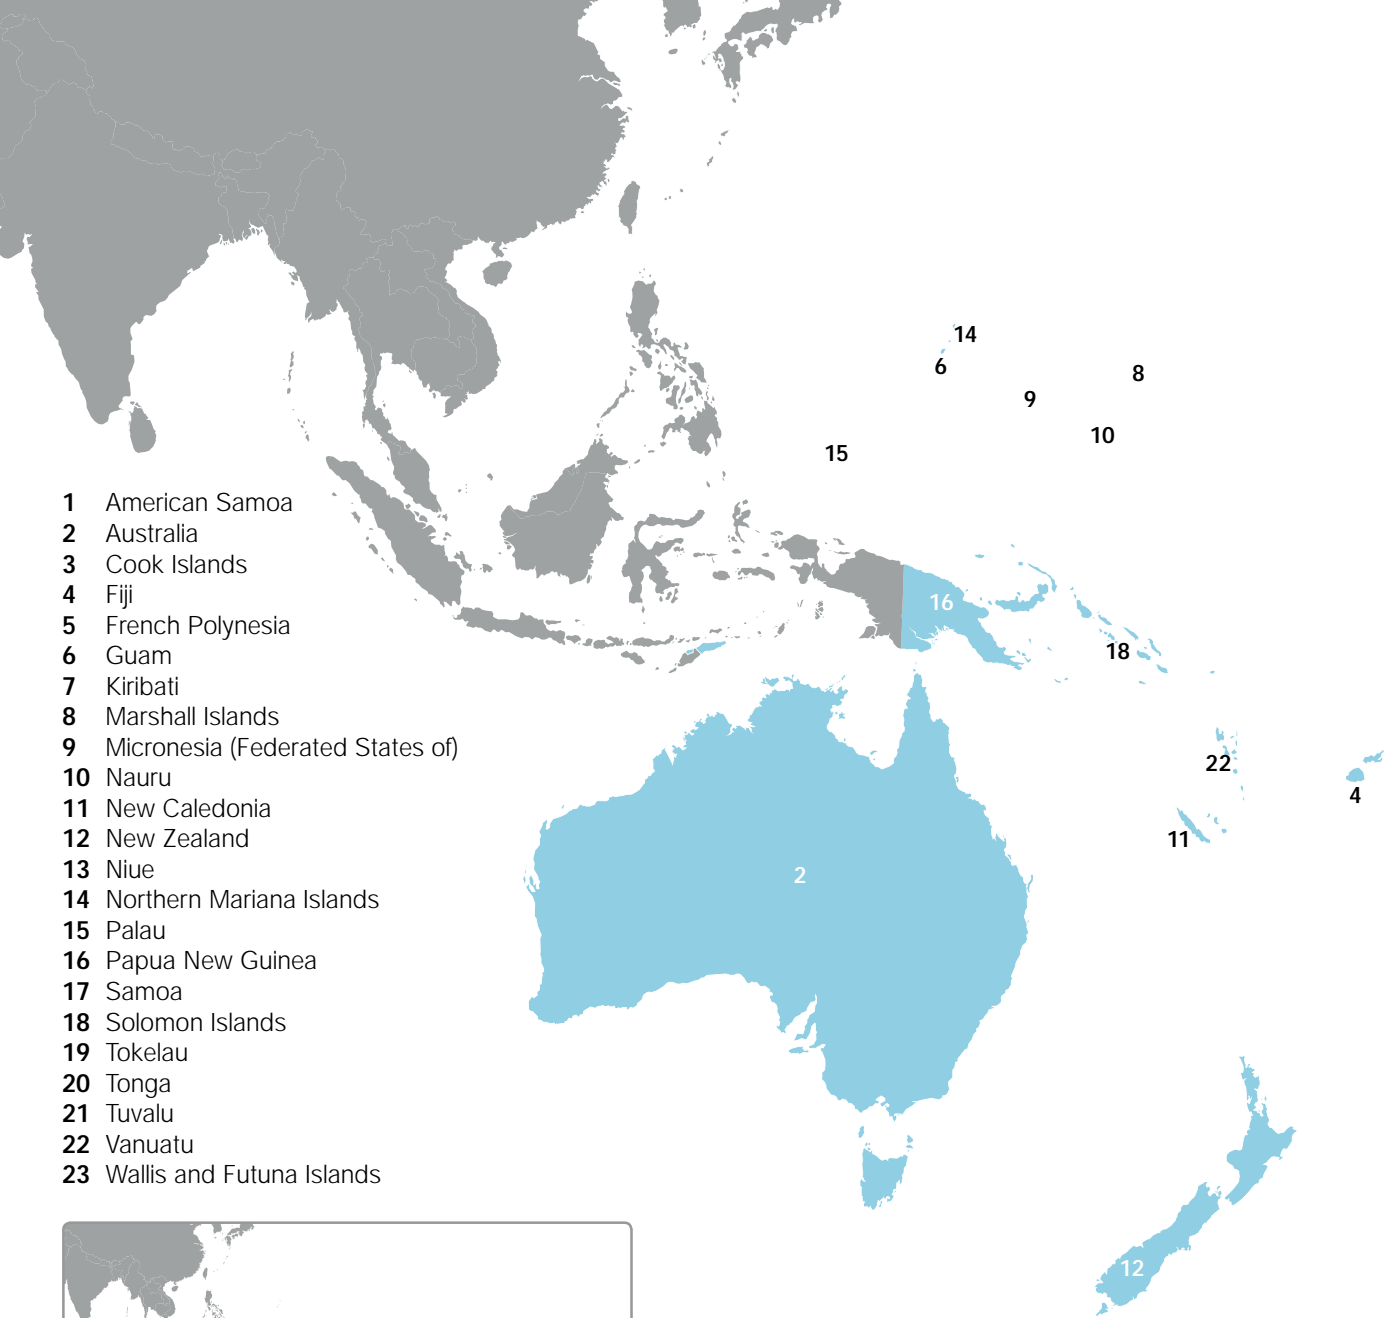 14
6
8
9
10
15
1 American Samoa
2 Australia
3 Cook Islands
4 Fiji
5 French Polynesia
6 Guam
7 Kiribati
8 Marshall Islands
9 Micronesia (Federated States of)
10 Nauru
11 New Caledonia
12 New Zealand
13 Niue
14 Northern Mariana Islands
15 Palau
16 Papua New Guinea
17 Samoa
18 Solomon Islands
19 Tokelau
20 Tonga
21 Tuvalu
22 Vanuatu
23 Wallis and Futuna Islands
16
18
22
4
11
2
12